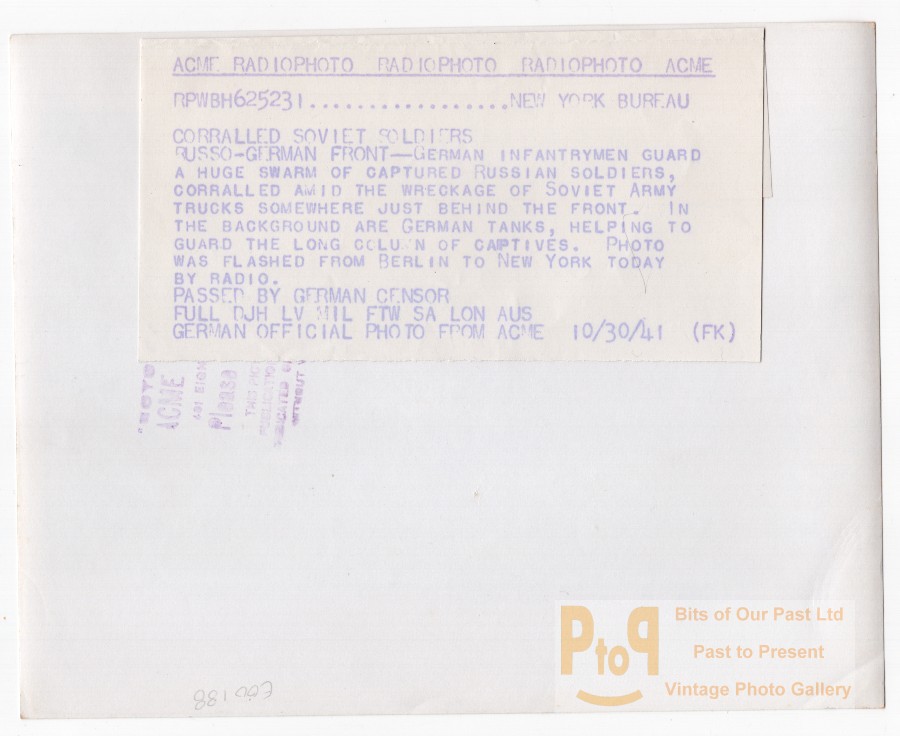 ACME RADIOPHOTO RADIOPHOTO RADIOPHOTO ACME
RPWBH625231..................NEW YORK BUREAU
CORRALLED SOVIET SOLDIERS
RUSSO-GERMAN FRONT—GERMAN INFANTRYMEN GUARD
A HUGE SWARM OF CAPTURED RUSSIAN SOLDIERS,
CORRALLED AMID THE WRECKAGE OF SOVIET ARMY
TRUCKS SOMEWHERE JUST BEHIND THE FRONT. IN
THE BACKGROUND ARE GERMAN TANKS, HELPING TO
GUARD THE LONG COLUMN OF CAPTIVES. PHOTO
WAS FLASHED FROM BERLIN TO NEW YORK TODAY
BY RADIO.
PASSED BY GERMAN CENSOR
FULL DJH LV MIL FTW SA LON AUS
GERMAN OFFICIAL PHOTO FROM ACME 10/30/41 (FK)
ACME
Please
PtoP
Bits of Our Past Ltd
Past to Present
Vintage Photo Gallery